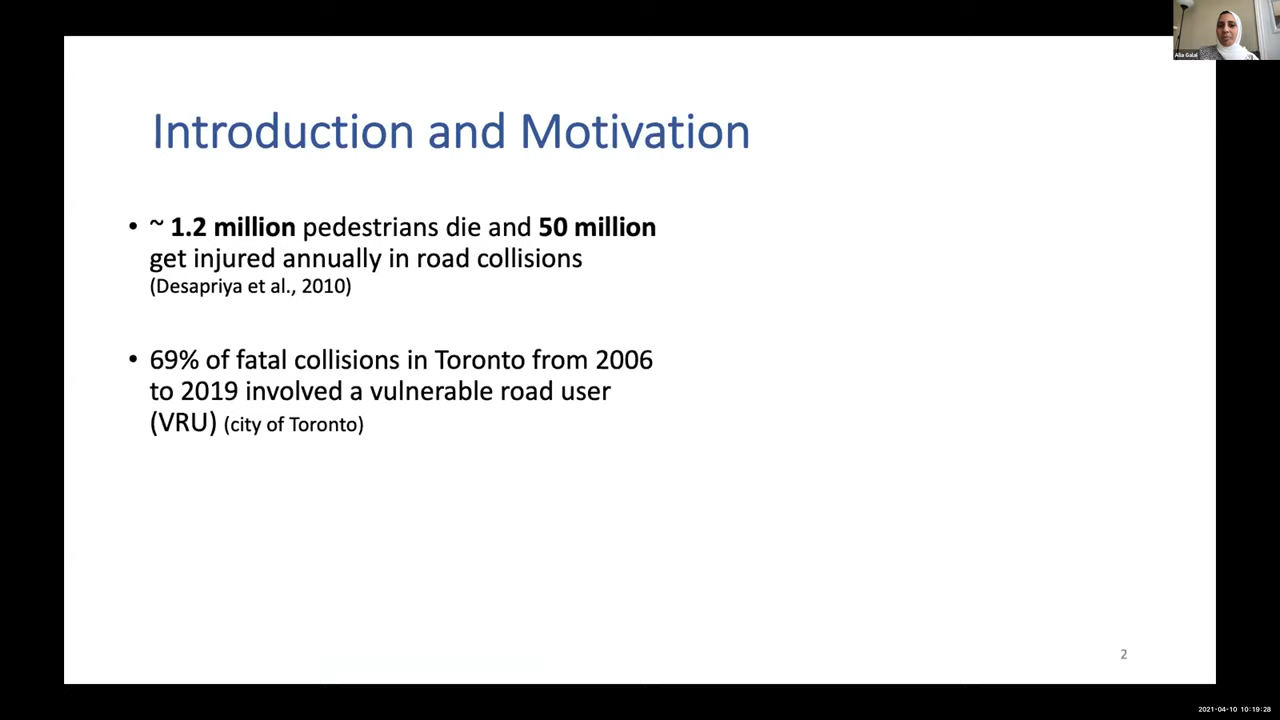 Alia Galal
Introduction and Motivation
• ~ 1.2 million pedestrians die and 50 million
get injured annually in road collisions
(Desapriya et al., 2010)
• 69% of fatal collisions in Toronto from 2006
to 2019 involved a vulnerable road user
(VRU) (city of Toronto)
2
2021-04-10 10:19:28